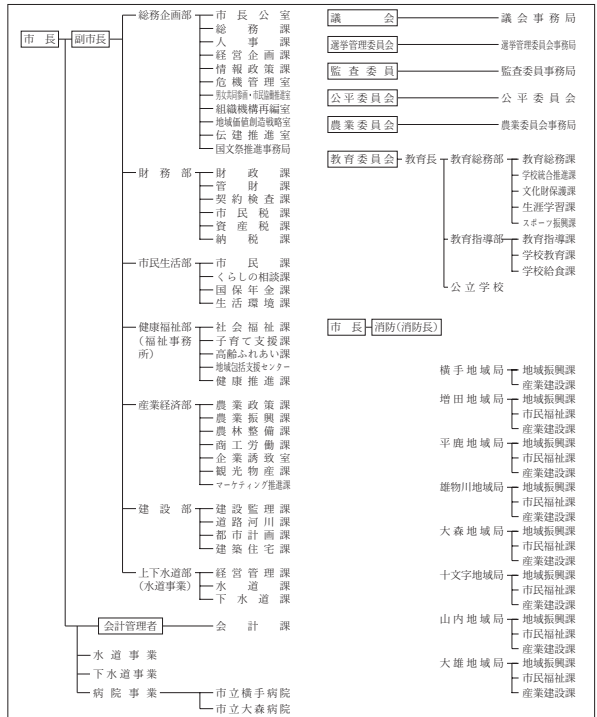 市長
副市長
総務企画部
市長公室
総務課
人事課
経営企画課
情報政策課
危機管理室
男女共同参画・市民協働推進室
組織機構再編室
地域価値創造戦略室
伝建推進室
国文祭推進事務局
財務部
財政課
管財課
契約検査課
市民税課
資産税課
納税課
市民生活部
市民課
くらしの相談課
国保年金課
生活環境課
健康福祉部
(福祉事務
所)
社会福祉課
子育て支援課
高齢ふれあい課
地域包括支援センター
健康推進課
産業経済部
農業政策課
農業振興課
農林整備課
商工労働課
企業誘致室
観光物産課
マーケティング推進課
建設部
建設監理課
道路河川課
都市計画課
建築住宅課
上下水道部
(水道事業)
経営管理課
水道課
下水道課
会計管理者
会計課
水道事業
下水道事業
病院事業
市立横手病院
市立大森病院
議会
議会事務局
選挙管理委員会
選挙管理委員会事務局
監査委員
監査委員事務局
公平委員会
公平委員会
農業委員会
農業委員会事務局
教育委員会
教育長
教育総務部
教育総務課
学校統合推進課
文化財保護課
生涯学習課
スポーツ振興課
教育指導部
教育指導課
学校教育課
学校給食課
公立学校
市長
消防(消防長)
横手地域局
地域振興課
産業建設課
増田地域局
地域振興課
市民福祉課
産業建設課
平鹿地域局
地域振興課
市民福祉課
産業建設課
雄物川地域局
地域振興課
市民福祉課
産業建設課
大森地域局
地域振興課
市民福祉課
産業建設課
十文字地域局
地域振興課
市民福祉課
産業建設課
山内地域局
地域振興課
市民福祉課
産業建設課
大雄地域局
地域振興課
市民福祉課
産業建設課